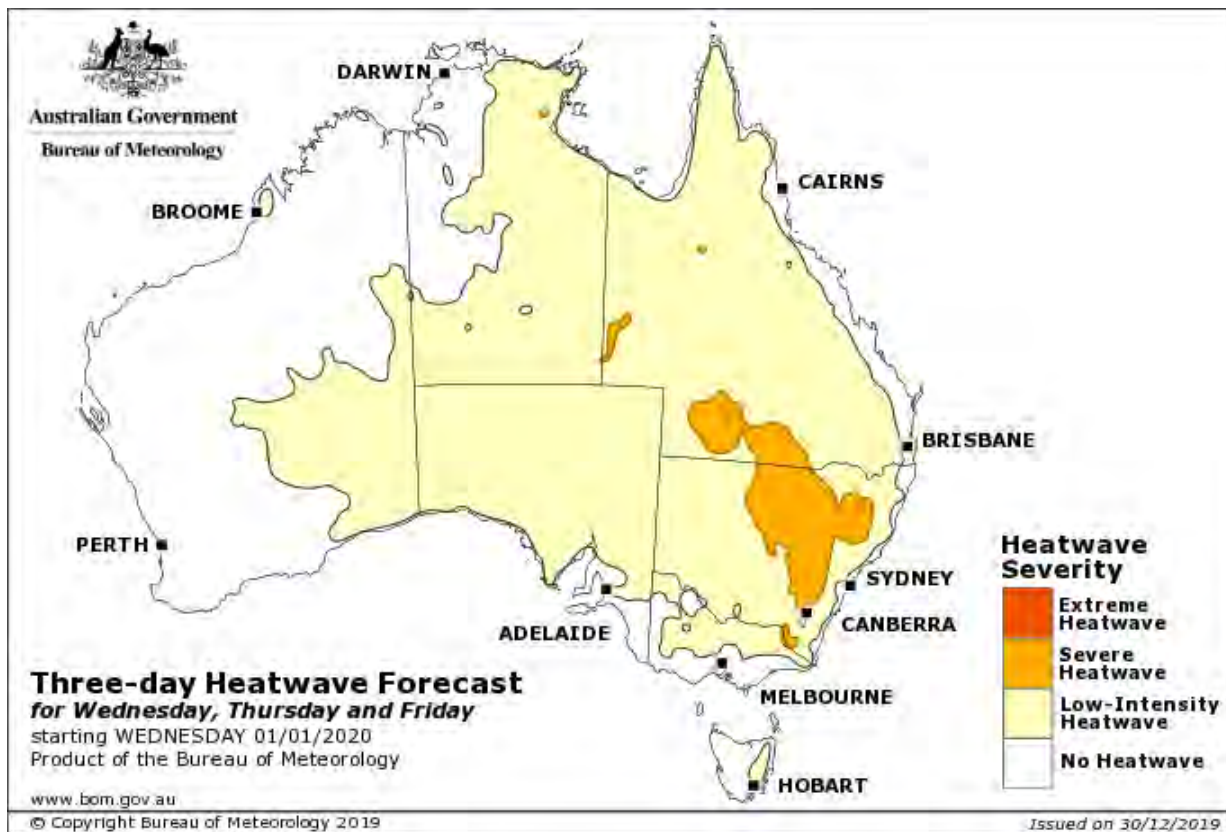 Australian Government
Bureau of Meteorology
DARWIN
CAIRNS
BROOME
BRISBANE
PERTH
SYDNEY
ADELAIDE
CANBERRA
MELBOURNE
HOBART
Heatwave
Severity
Extreme
Heatwave
Severe
Heatwave
Low-Intensity
Heatwave
No Heatwave
Three-day Heatwave Forecast
for Wednesday, Thursday and Friday
starting WEDNESDAY 01/01/2020
Product of the Bureau of Meteorology
www.bom.gov.au
© Copyright Bureau of Meteorology 2019
Issued on 30/12/2019